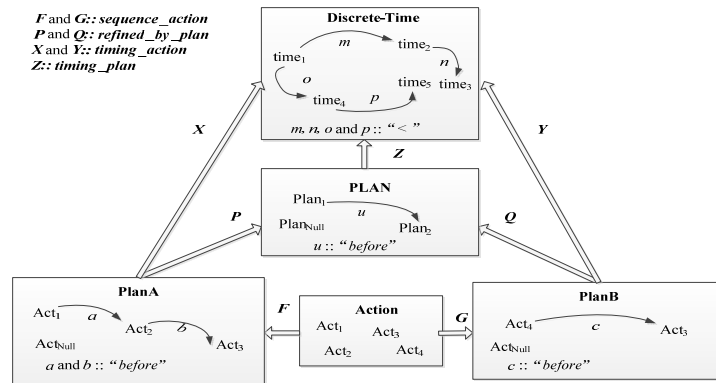 F and G:: sequence_action
P and Q:: refined_by_plan
X and Y:: timing_action
Z:: timing_plan
Discrete-Time
time1
m
time2
n
time3
o
time4
p
time5
m, n, o and p :: “<”
X
Y
Z
PLAN
Plan1
u
Plan2
PlanNull
u :: “before”
P
Q
PlanA
Act1
a
Act2
b
Act3
ActNull
a and b :: “before”
F
Action
Act1
Act3
Act2
Act4
G
PlanB
Act4
c
Act3
ActNull
c :: “before”